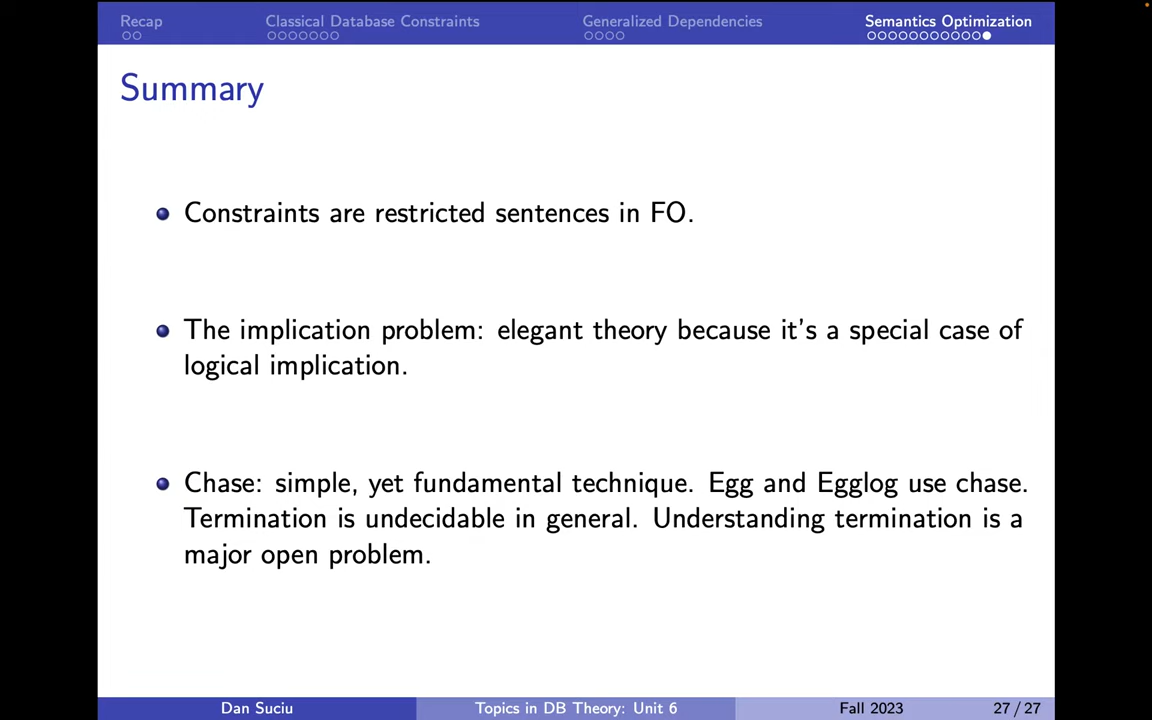 Recap Classical Database Constraints Generalized Dependencies Semantics Optimization
Summary
Constraints are restricted sentences in FO.
The implication problem: elegant theory because it's a special case of
logical implication.
Chase: simple, yet fundamental technique. Egg and Egglog use chase.
Termination is undecidable in general. Understanding termination is a
major open problem.
Dan Suciu Topics in DB Theory: Unit 6 Fall 2023 27 / 27